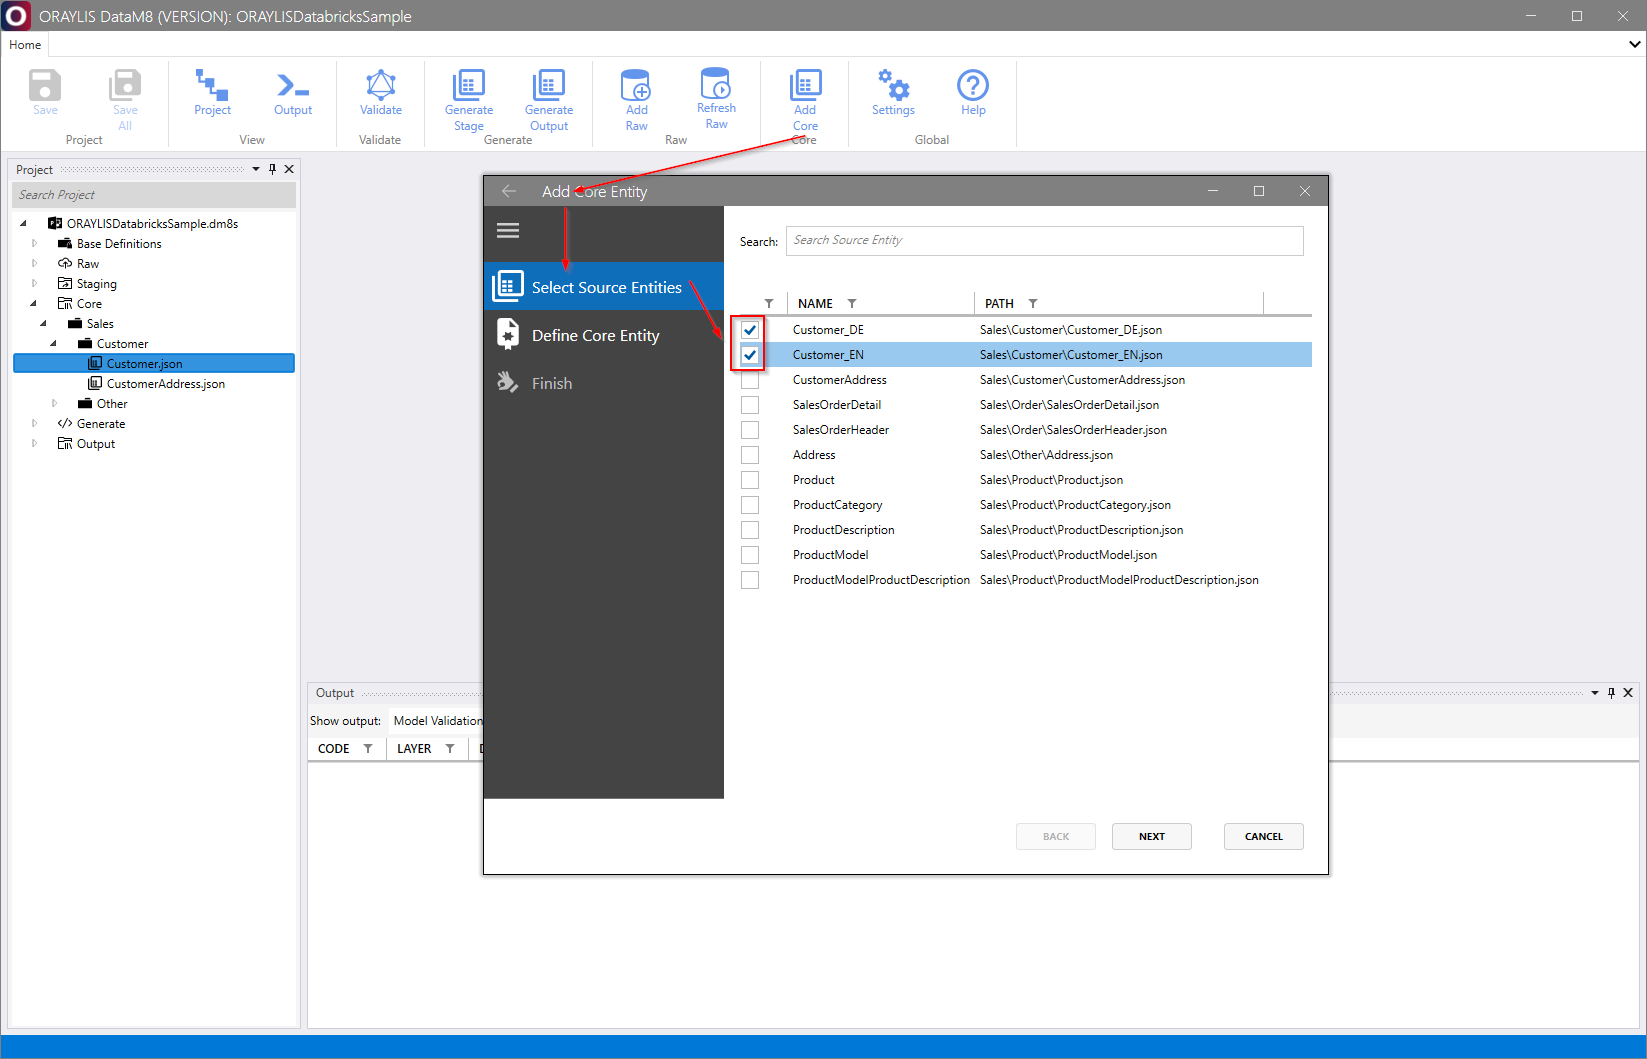 ORAYLIS DataM8 (VERSION): ORAYLISDatabricksSample
Home
Save
Save All
Project
Project
Output
View
Validate
Validate
Generate Stage
Generate Output
Generate
Add Raw
Refresh Raw
Raw
Add Core
Core
Settings
Help
Global
Project
Search Project
ORAYLISDatabricksSample.dm8s
Base Definitions
Raw
Staging
Core
Sales
Customer
Customer.json
CustomerAddress.json
Other
Generate
Output
Add Core Entity
Select Source Entities
Define Core Entity
Finish
Search: Search Source Entity
NAME PATH
Customer_DE Sales\Customer\Customer_DE.json
Customer_EN Sales\Customer\Customer_EN.json
CustomerAddress Sales\Customer\CustomerAddress.json
SalesOrderDetail Sales\Order\SalesOrderDetail.json
SalesOrderHeader Sales\Order\SalesOrderHeader.json
Address Sales\Other\Address.json
Product Sales\Product\Product.json
ProductCategory Sales\Product\ProductCategory.json
ProductDescription Sales\Product\ProductDescription.json
ProductModel Sales\Product\ProductModel.json
ProductModelProductDescription Sales\Product\ProductModelProductDescription.json
BACK NEXT CANCEL
Output
Show output: Model Validation
CODE LAYER